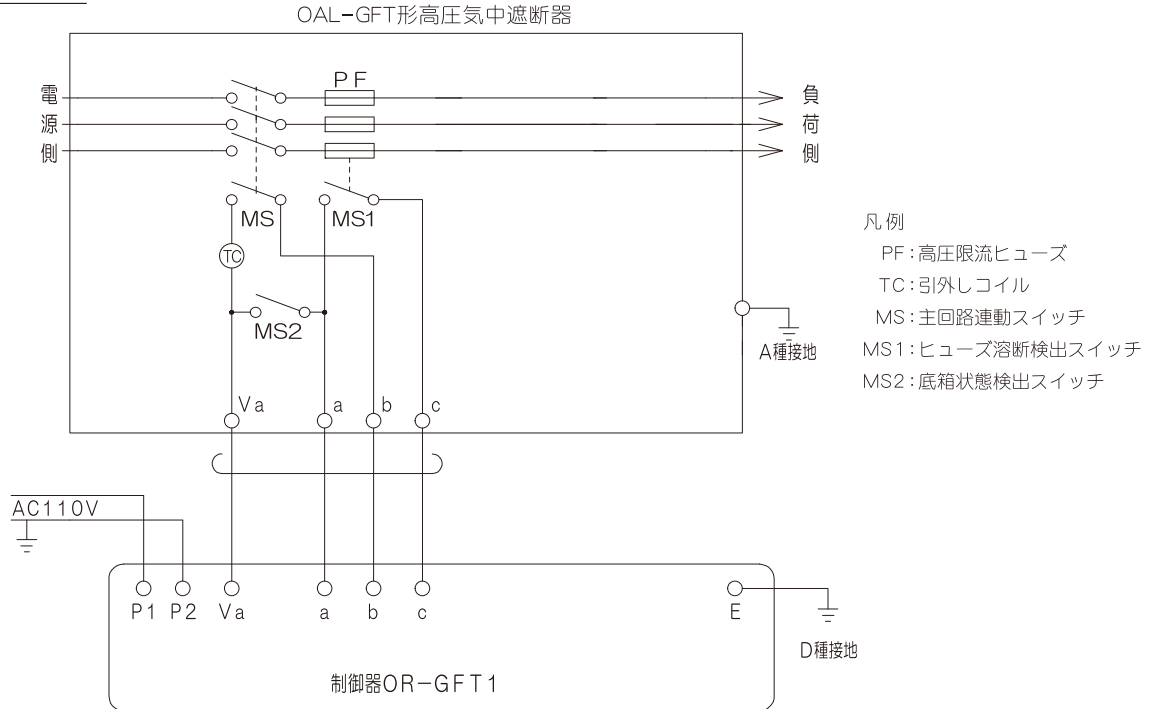 OAL-GFT形高圧気中遮断器
PF
電源側
負荷側
MS
MS1
TC
MS2
Va
a
b
c
A種接地
凡例
PF:高圧限流ヒューズ
TC:引外しコイル
MS:主回路連動スイッチ
MS1:ヒューズ溶断検出スイッチ
MS2:底箱状態検出スイッチ
AC110V
P1
P2
Va
a
b
c
E
D種接地
制御器OR-GFT1